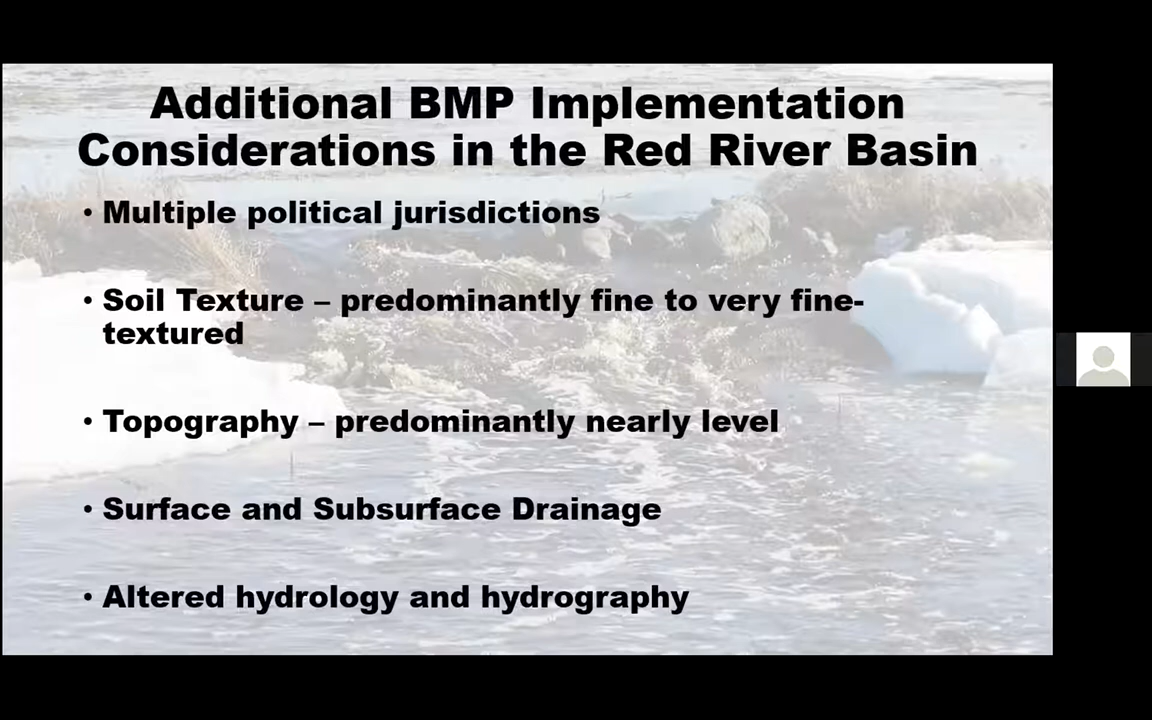 Additional BMP Implementation
Considerations in the Red River Basin
• Multiple political jurisdictions
• Soil Texture – predominantly fine to very fine-
textured
• Topography – predominantly nearly level
• Surface and Subsurface Drainage
• Altered hydrology and hydrography